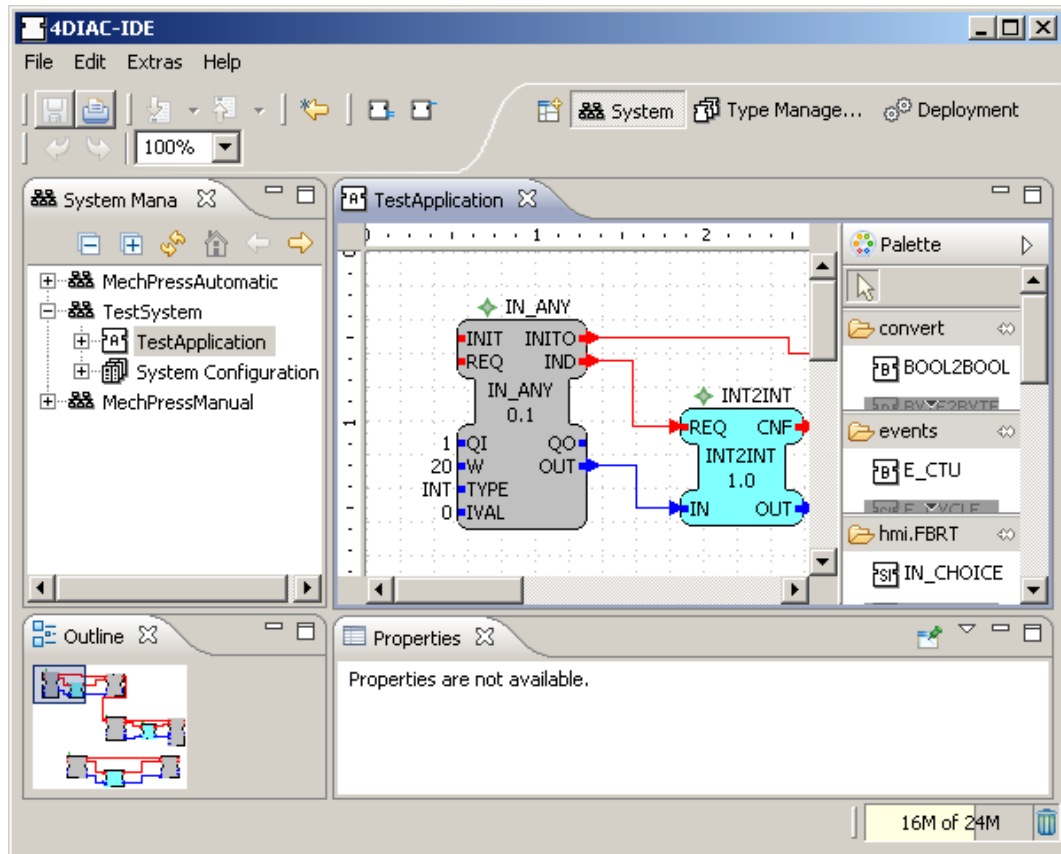 4DIAC-IDE
File Edit Extras Help
System Type Manage... Deployment
100%
System Mana
MechPressAutomatic
TestSystem
TestApplication
System Configuration
MechPressManual
TestApplication
1 2
IN_ANY
INIT INITO
REQ IND
IN_ANY
0.1
1 QI QO
20 W OUT
INT TYPE
0 IVAL
1
INT2INT
REQ CNF
INT2INT
1.0
IN OUT
Palette
convert
BOOL2BOOL
events
E_CTU
hmi.FBRT
IN_CHOICE
Outline
Properties
Properties are not available.
16M of 24M